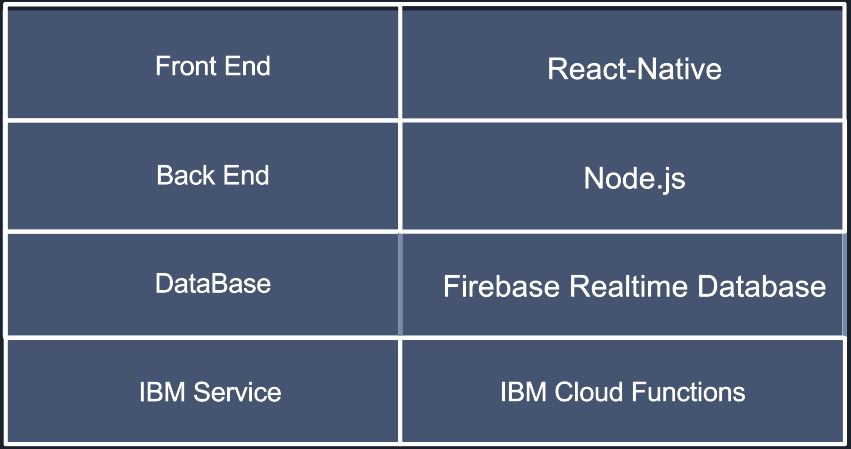 Front End
React-Native
Back End
Node.js
DataBase
Firebase Realtime Database
IBM Service
IBM Cloud Functions